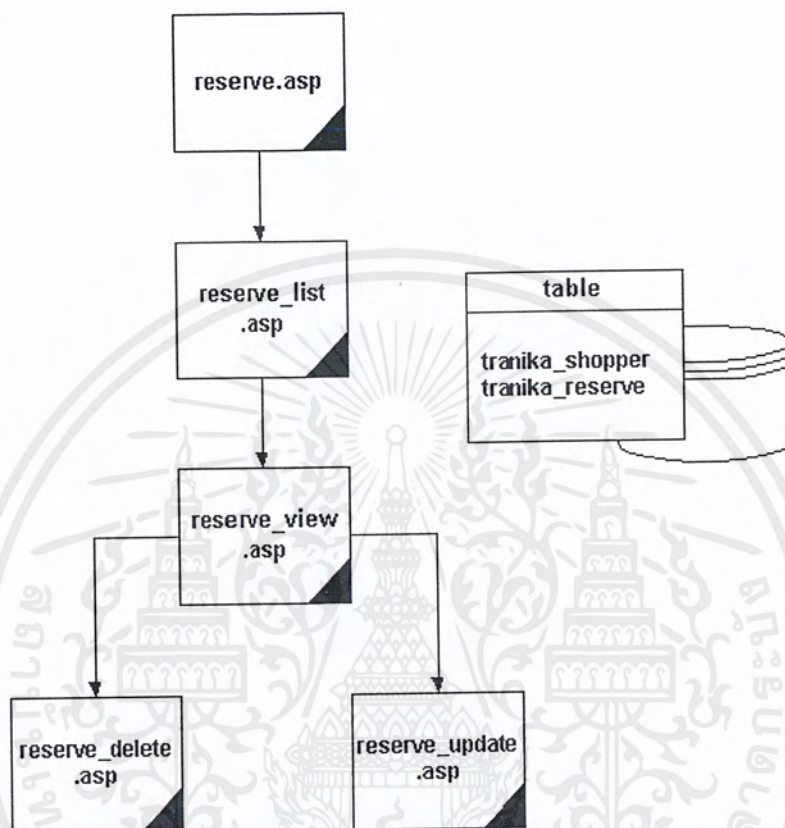 reserve.asp
reserve_list
.asp
table
tranika_shopper
tranika_reserve
reserve_view
.asp
reserve_delete
.asp
reserve_update
.asp